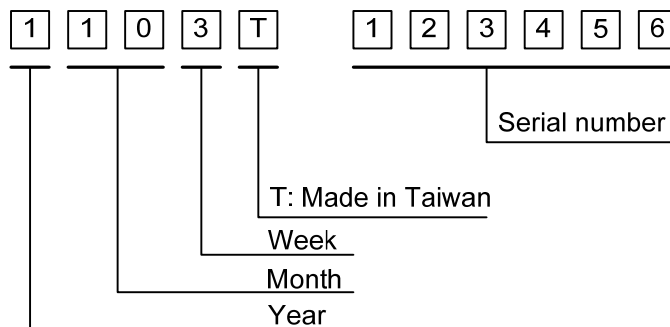 1 1 0 3 T 1 2 3 4 5 6
Serial number
T: Made in Taiwan
Week
Month
Year